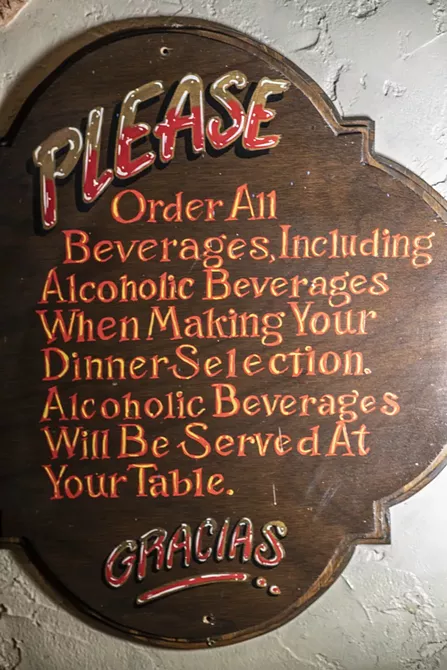 PLEASE
Order All
Beverages, Including
Alcoholic Beverages
When Making Your
Dinner Selection.
Alcoholic Beverages
Will Be Served At
Your Table.
GRACIAS